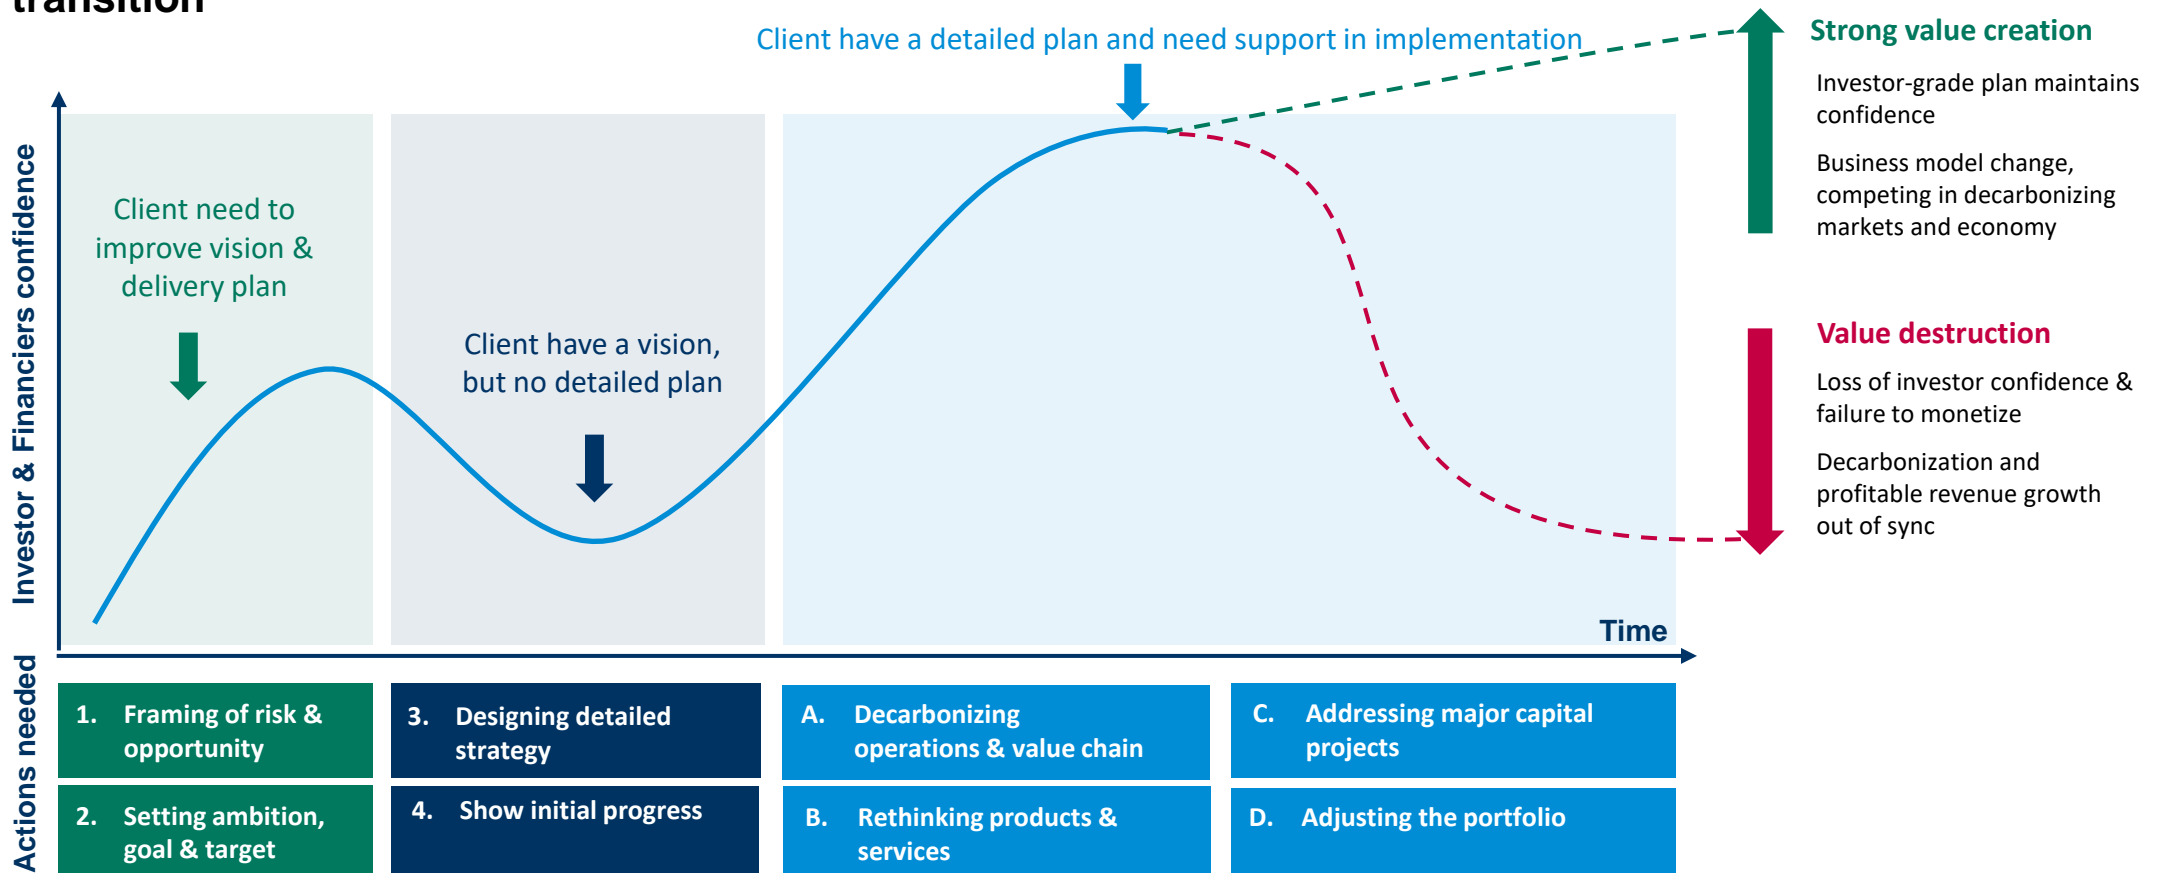 transition
Client have a detailed plan and need support in implementation
Strong value creation
Investor-grade plan maintains
confidence
Business model change,
competing in decarbonizing
markets and economy
Investor & Financiers confidence
Client need to
improve vision &
delivery plan
Client have a vision,
but no detailed plan
Value destruction
Loss of investor confidence &
failure to monetize
Decarbonization and
profitable revenue growth
out of sync
Time
Actions needed
1. Framing of risk &
opportunity
2. Setting ambition,
goal & target
3. Designing detailed
strategy
4. Show initial progress
A. Decarbonizing
operations & value chain
B. Rethinking products &
services
C. Addressing major capital
projects
D. Adjusting the portfolio